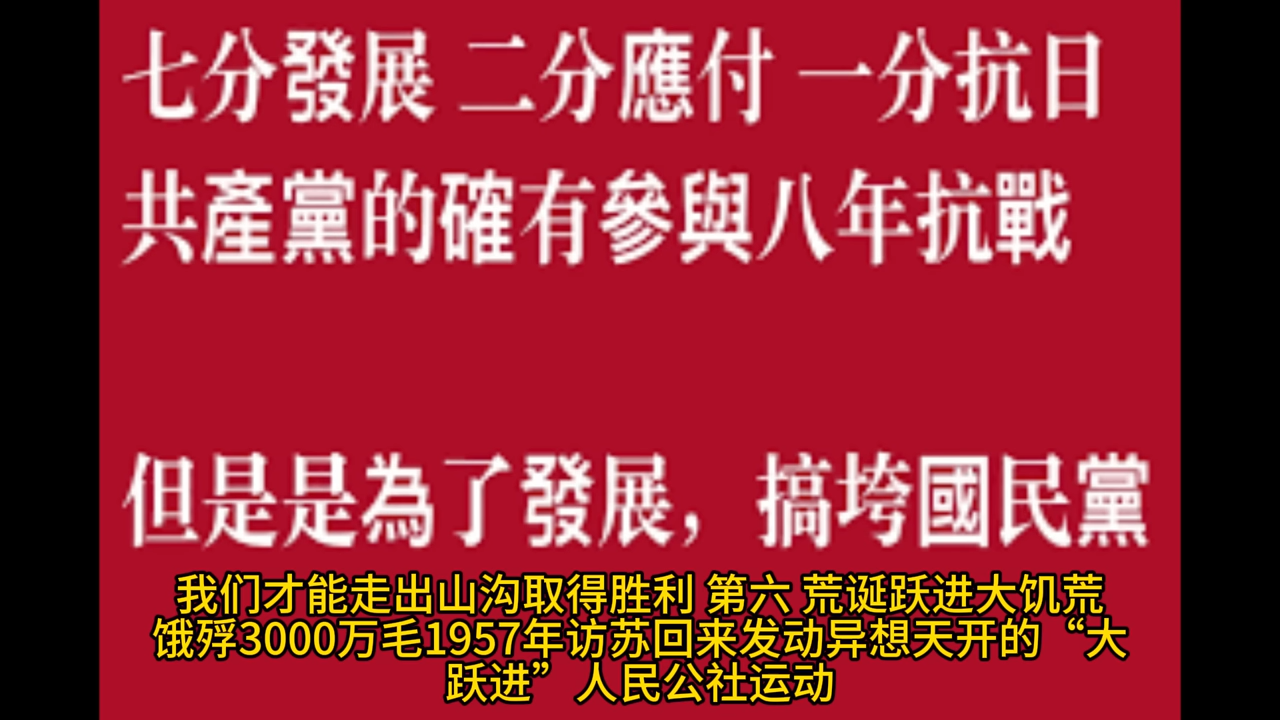 七分發展 二分應付 一分抗日
共產黨的確有參與八年抗戰
但是是為了發展，搞垮國民黨
我们才能走出山沟取得胜利 第六 荒诞跃进大饥荒
饿殍3000万毛1957年访苏回来发动异想天开的“大
跃进”人民公社运动